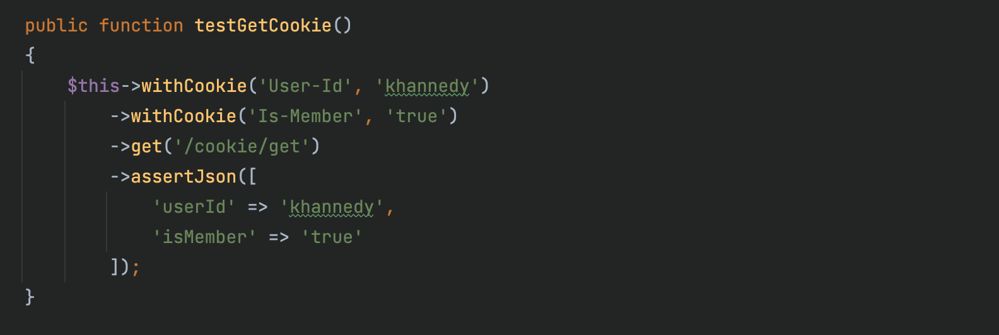 public function testGetCookie()
{
    $this->withCookie('User-Id', 'khannedy')
        ->withCookie('Is-Member', 'true')
        ->get('/cookie/get')
        ->assertJson([
            'userId' => 'khannedy',
            'isMember' => 'true'
        ]);
}